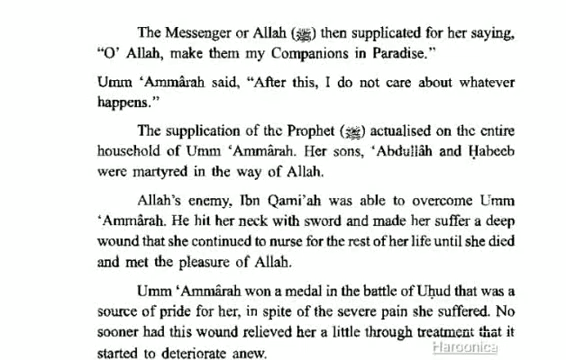 The Messenger or Allah (ﷺ) then supplicated for her saying,
“O’ Allah, make them my Companions in Paradise.”
Umm ‘Ammârah said, “After this, I do not care about whatever
happens.”
The supplication of the Prophet (ﷺ) actualised on the entire
household of Umm ‘Ammârah. Her sons, ‘Abdullâh and Ḥabeeb
were martyred in the way of Allah.
Allah’s enemy, Ibn Qami’ah was able to overcome Umm
‘Ammârah. He hit her neck with sword and made her suffer a deep
wound that she continued to nurse for the rest of her life until she died
and met the pleasure of Allah.
Umm ‘Ammârah won a medal in the battle of Uḥud that was a
source of pride for her, in spite of the severe pain she suffered. No
sooner had this wound relieved her a little through treatment that it
started to deteriorate anew.
Haroonica